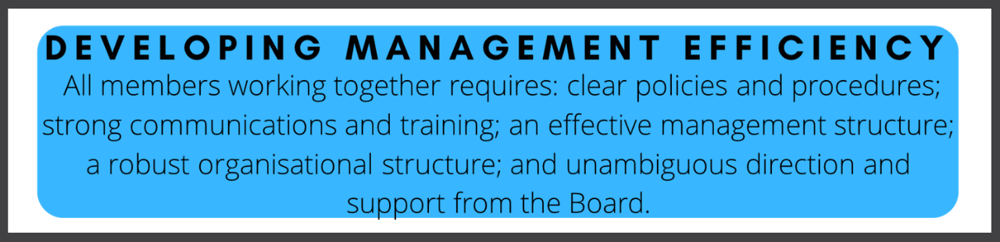 DEVELOPING MANAGEMENT EFFICIENCY
All members working together requires: clear policies and procedures;
strong communications and training; an effective management structure;
a robust organisational structure; and unambiguous direction and
support from the Board.